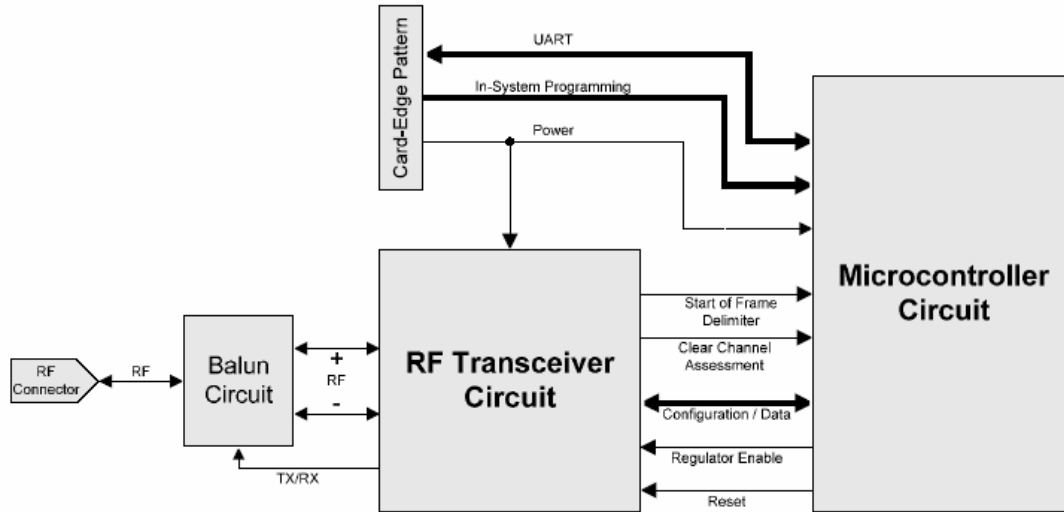 UART
In-System Programming
Power
Card-Edge Pattern
Microcontroller
Circuit
Start of Frame
Delimiter
Clear Channel
Assessment
RF Transceiver
Circuit
Configuration / Data
Regulator Enable
Reset
RF
Connector
RF
Balun
Circuit
+
RF
-
TX/RX